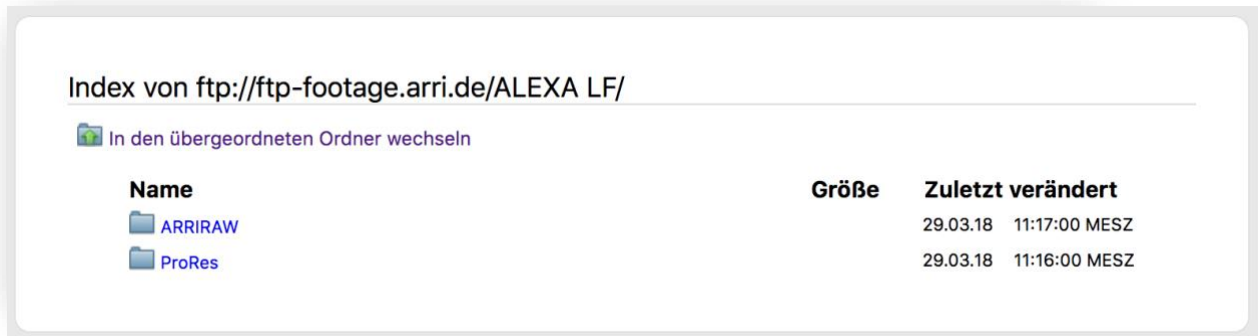 Index von ftp://ftp-footage.arri.de/ALEXA LF/
In den übergeordneten Ordner wechseln
Name Größe Zuletzt verändert
ARRIRAW 29.03.18 11:17:00 MESZ
ProRes 29.03.18 11:16:00 MESZ